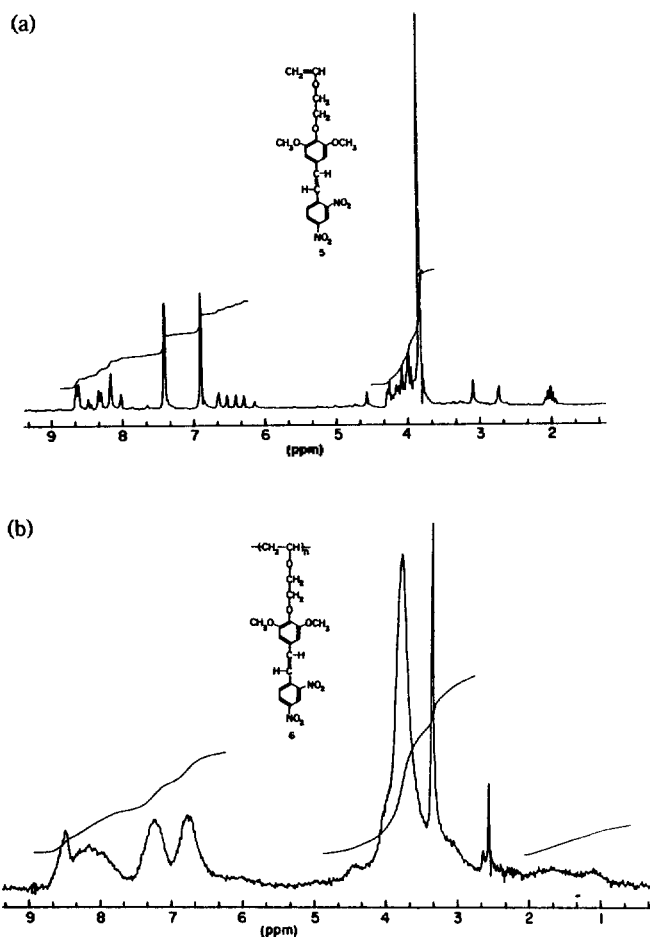 (a)
CH₂=CH
O
CH₂
CH₂
O
CH₃O OCH₃
C-H
H-C
NO₂
NO₂
5
9 8 7 6 5 4 3 2
(ppm)
(b)
-(CH₂-CH)n-
O
CH₂
CH₂
O
CH₃O OCH₃
C-H
H-C
NO₂
NO₂
6
9 8 7 6 5 4 3 2 1
(ppm)